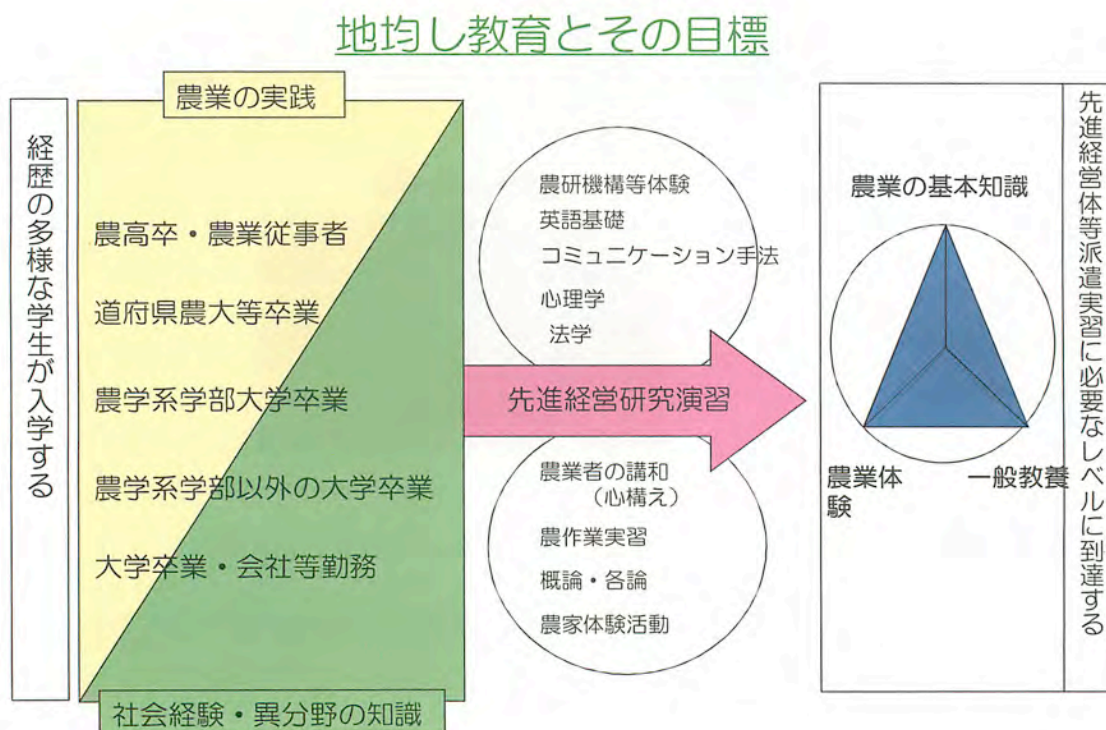 地均し教育とその目標
経歴の多様な学生が入学する
農業の実践
農高卒・農業従事者
道府県農大等卒業
農学系学部大学卒業
農学系学部以外の大学卒業
大学卒業・会社等勤務
社会経験・異分野の知識
農研機構等体験
英語基礎
コミュニケーション手法
心理学
法学
先進経営研究演習
農業者の講和
（心構え）
農作業実習
概論・各論
農家体験活動
農業の基本知識
農業体
験
一般教養
先進経営体等派遣実習に必要なレベルに到達する